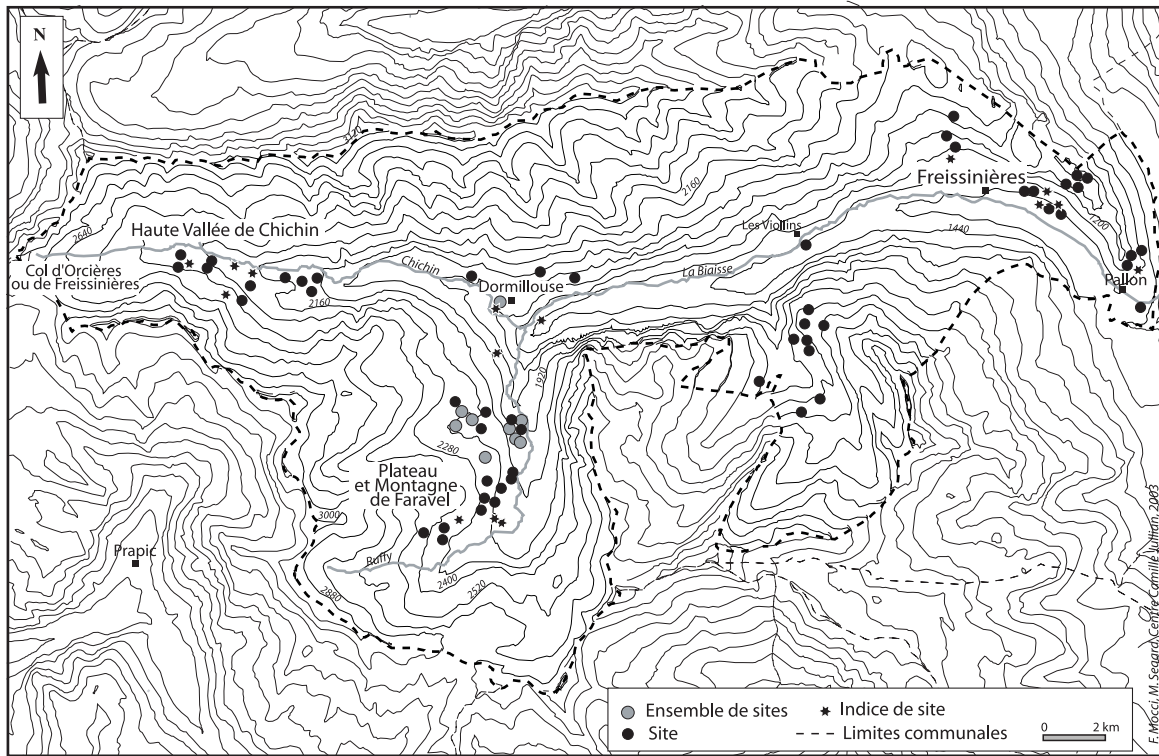 N
3120
2160
Freissinières
2640
Haute Vallée de Chichin
Les Viollins
1200
1440
Col d'Orcières
ou de Freissinières
Chichin
La Biaisse
Dormillouse
Pallon
2160
1920
2280
Plateau
et Montagne
de Faravel
3000
Prapic
Ruffy
2400
2520
2880
Ensemble de sites
Indice de site
Site
Limites communales
0 2 km
F. Mocci, M. Segard, Centre Camille Jullian, 2003